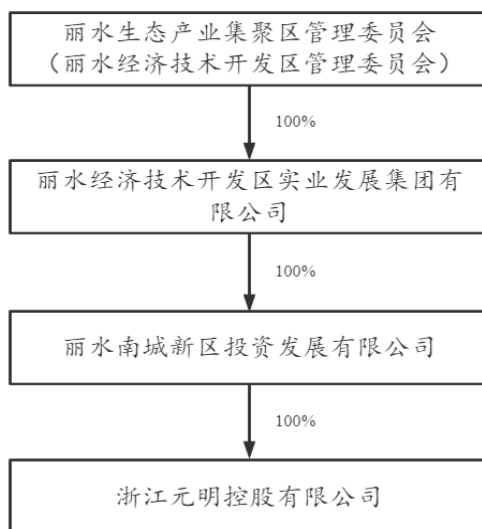 丽水生态产业集聚区管理委员会
（丽水经济技术开发区管理委员会）
100%
丽水经济技术开发区实业发展集团有
限公司
100%
丽水南城新区投资发展有限公司
100%
浙江元明控股有限公司